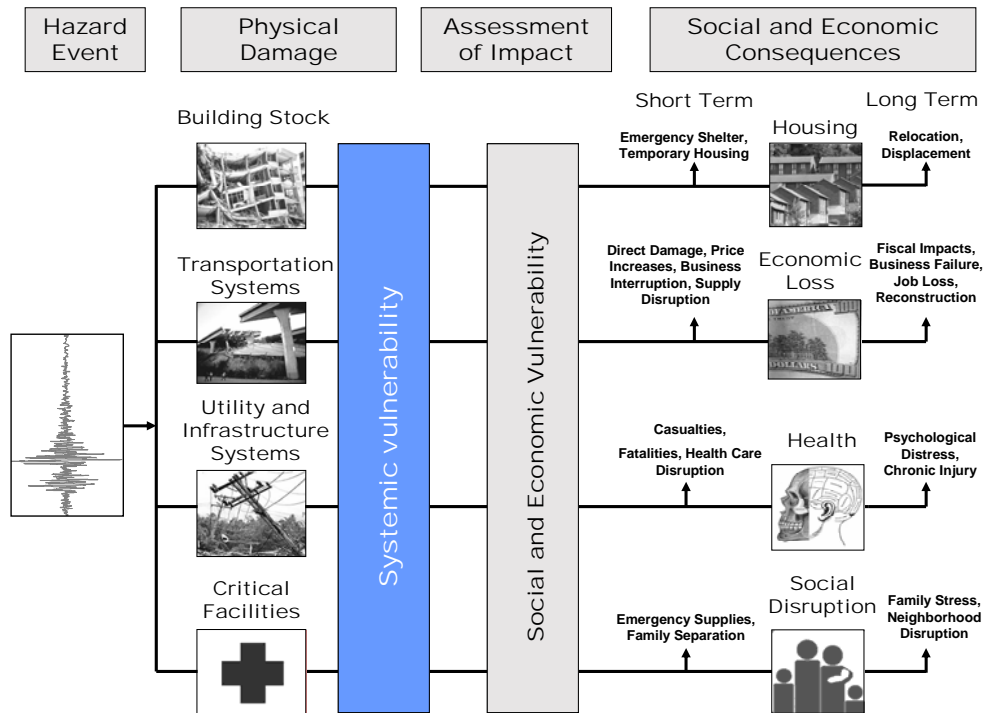 Hazard
Event
Physical
Damage
Assessment
of Impact
Social and Economic
Consequences
Short Term
Long Term
Building Stock
Housing
Emergency Shelter,
Temporary Housing
Relocation,
Displacement
Transportation
Systems
Direct Damage, Price
Increases, Business
Interruption, Supply
Disruption
Economic
Loss
Fiscal Impacts,
Business Failure,
Job Loss,
Reconstruction
OF AMERICA
DOLLARS
Systemic vulnerability
Social and Economic Vulnerability
Utility and
Infrastructure
Systems
Casualties,
Fatalities, Health Care
Disruption
Health
Psychological
Distress,
Chronic Injury
Critical
Facilities
Emergency Supplies,
Family Separation
Social
Disruption
Family Stress,
Neighborhood
Disruption